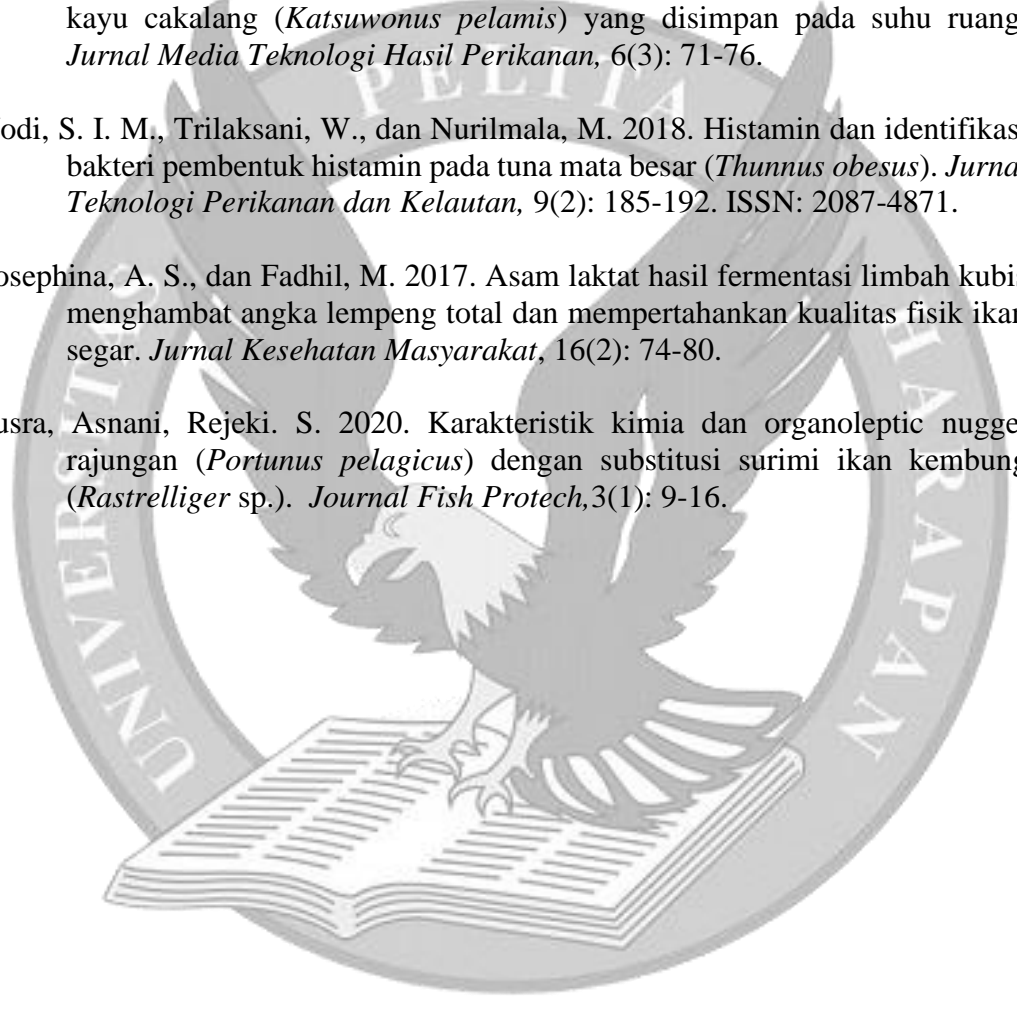 kayu cakalang (Katsuwonus pelamis) yang disimpan pada suhu ruang
Jurnal Media Teknologi Hasil Perikanan, 6(3): 71-76.
odi, S. I. M., Trilaksani, W., dan Nurilmala, M. 2018. Histamin dan identifikas
bakteri pembentuk histamin pada tuna mata besar (Thunnus obesus). Jurna
Teknologi Perikanan dan Kelautan, 9(2): 185-192. ISSN: 2087-4871.
osephina, A. S., dan Fadhil, M. 2017. Asam laktat hasil fermentasi limbah kubis
menghambat angka lempeng total dan mempertahankan kualitas fisik ikan
segar. Jurnal Kesehatan Masyarakat, 16(2): 74-80.
usra, Asnani, Rejeki. S. 2020. Karakteristik kimia dan organoleptic nugge
rajungan (Portunus pelagicus) dengan substitusi surimi ikan kembung
(Rastrelliger sp.). Journal Fish Protech,3(1): 9-16.
UNIVERSITAS
PELITA
HARAPAN